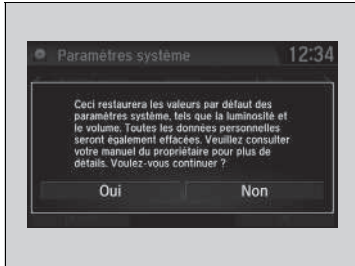 Paramètres système 12:34
Ceci restaurera les valeurs par défaut des
paramètres système, tels que la luminosité et
le volume. Toutes les données personnelles
seront également effacées. Veuillez consulter
votre manuel du propriétaire pour plus de
détails. Voulez-vous continuer ?
Oui Non